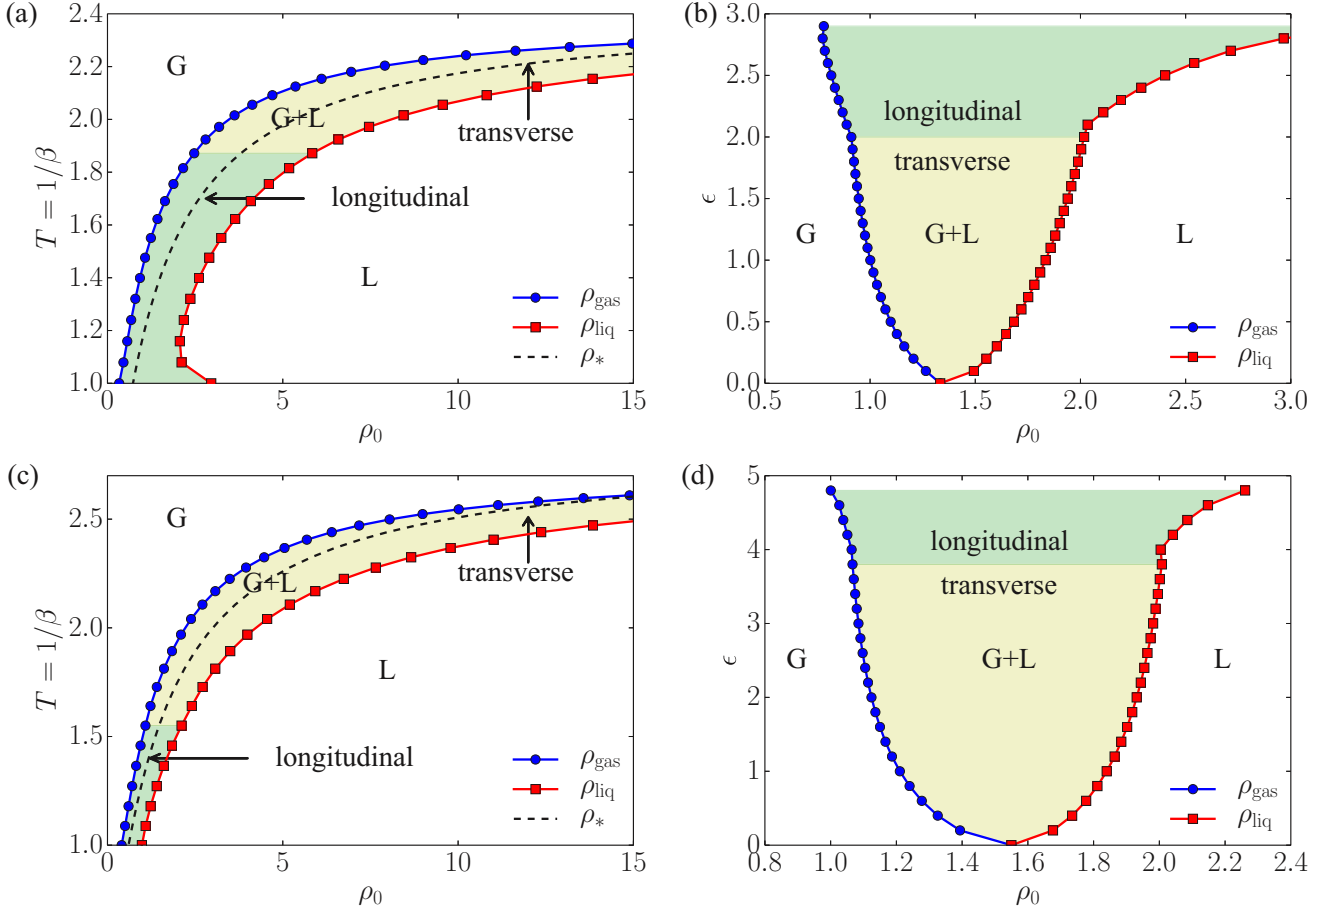 (a)
2.4
2.2
2.0
1.8
1.6
1.4
1.2
1.0
T = 1/β
G
G+L
transverse
longitudinal
L
ρgas
ρliq
ρ*
0
5
10
15
ρ0
(b)
3.0
2.5
2.0
1.5
1.0
0.5
0.0
ϵ
longitudinal
transverse
G
G+L
L
ρgas
ρliq
0.5
1.0
1.5
2.0
2.5
3.0
ρ0
(c)
2.5
2.0
1.5
1.0
T = 1/β
G
G+L
transverse
L
longitudinal
ρgas
ρliq
ρ*
0
5
10
15
ρ0
(d)
5
4
3
2
1
0
ϵ
longitudinal
transverse
G
G+L
L
ρgas
ρliq
0.8
1.0
1.2
1.4
1.6
1.8
2.0
2.2
2.4
ρ0